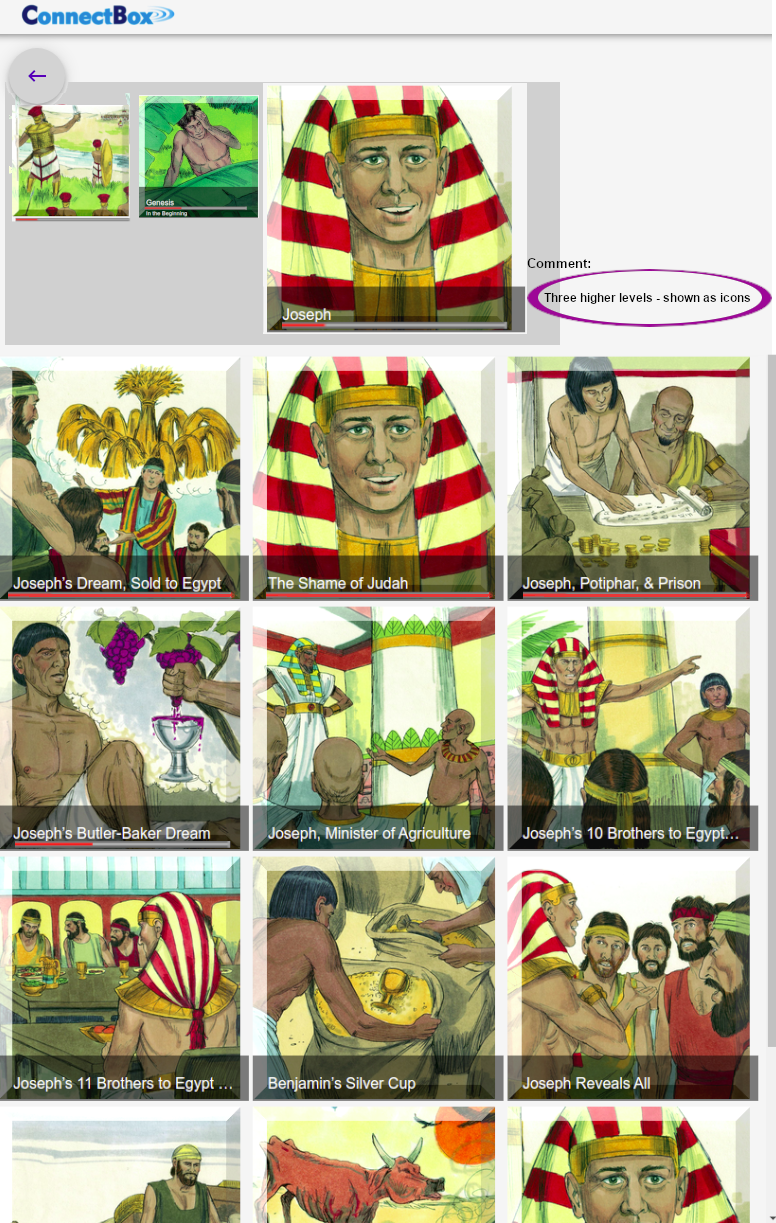 ConnectBox
Genesis
In the Beginning
Joseph
Comment:
Three higher levels - shown as icons
Joseph's Dream, Sold to Egypt
The Shame of Judah
Joseph, Potiphar, & Prison
Joseph's Butler-Baker Dream
Joseph, Minister of Agriculture
Joseph's 10 Brothers to Egypt…
Joseph's 11 Brothers to Egypt …
Benjamin's Silver Cup
Joseph Reveals All